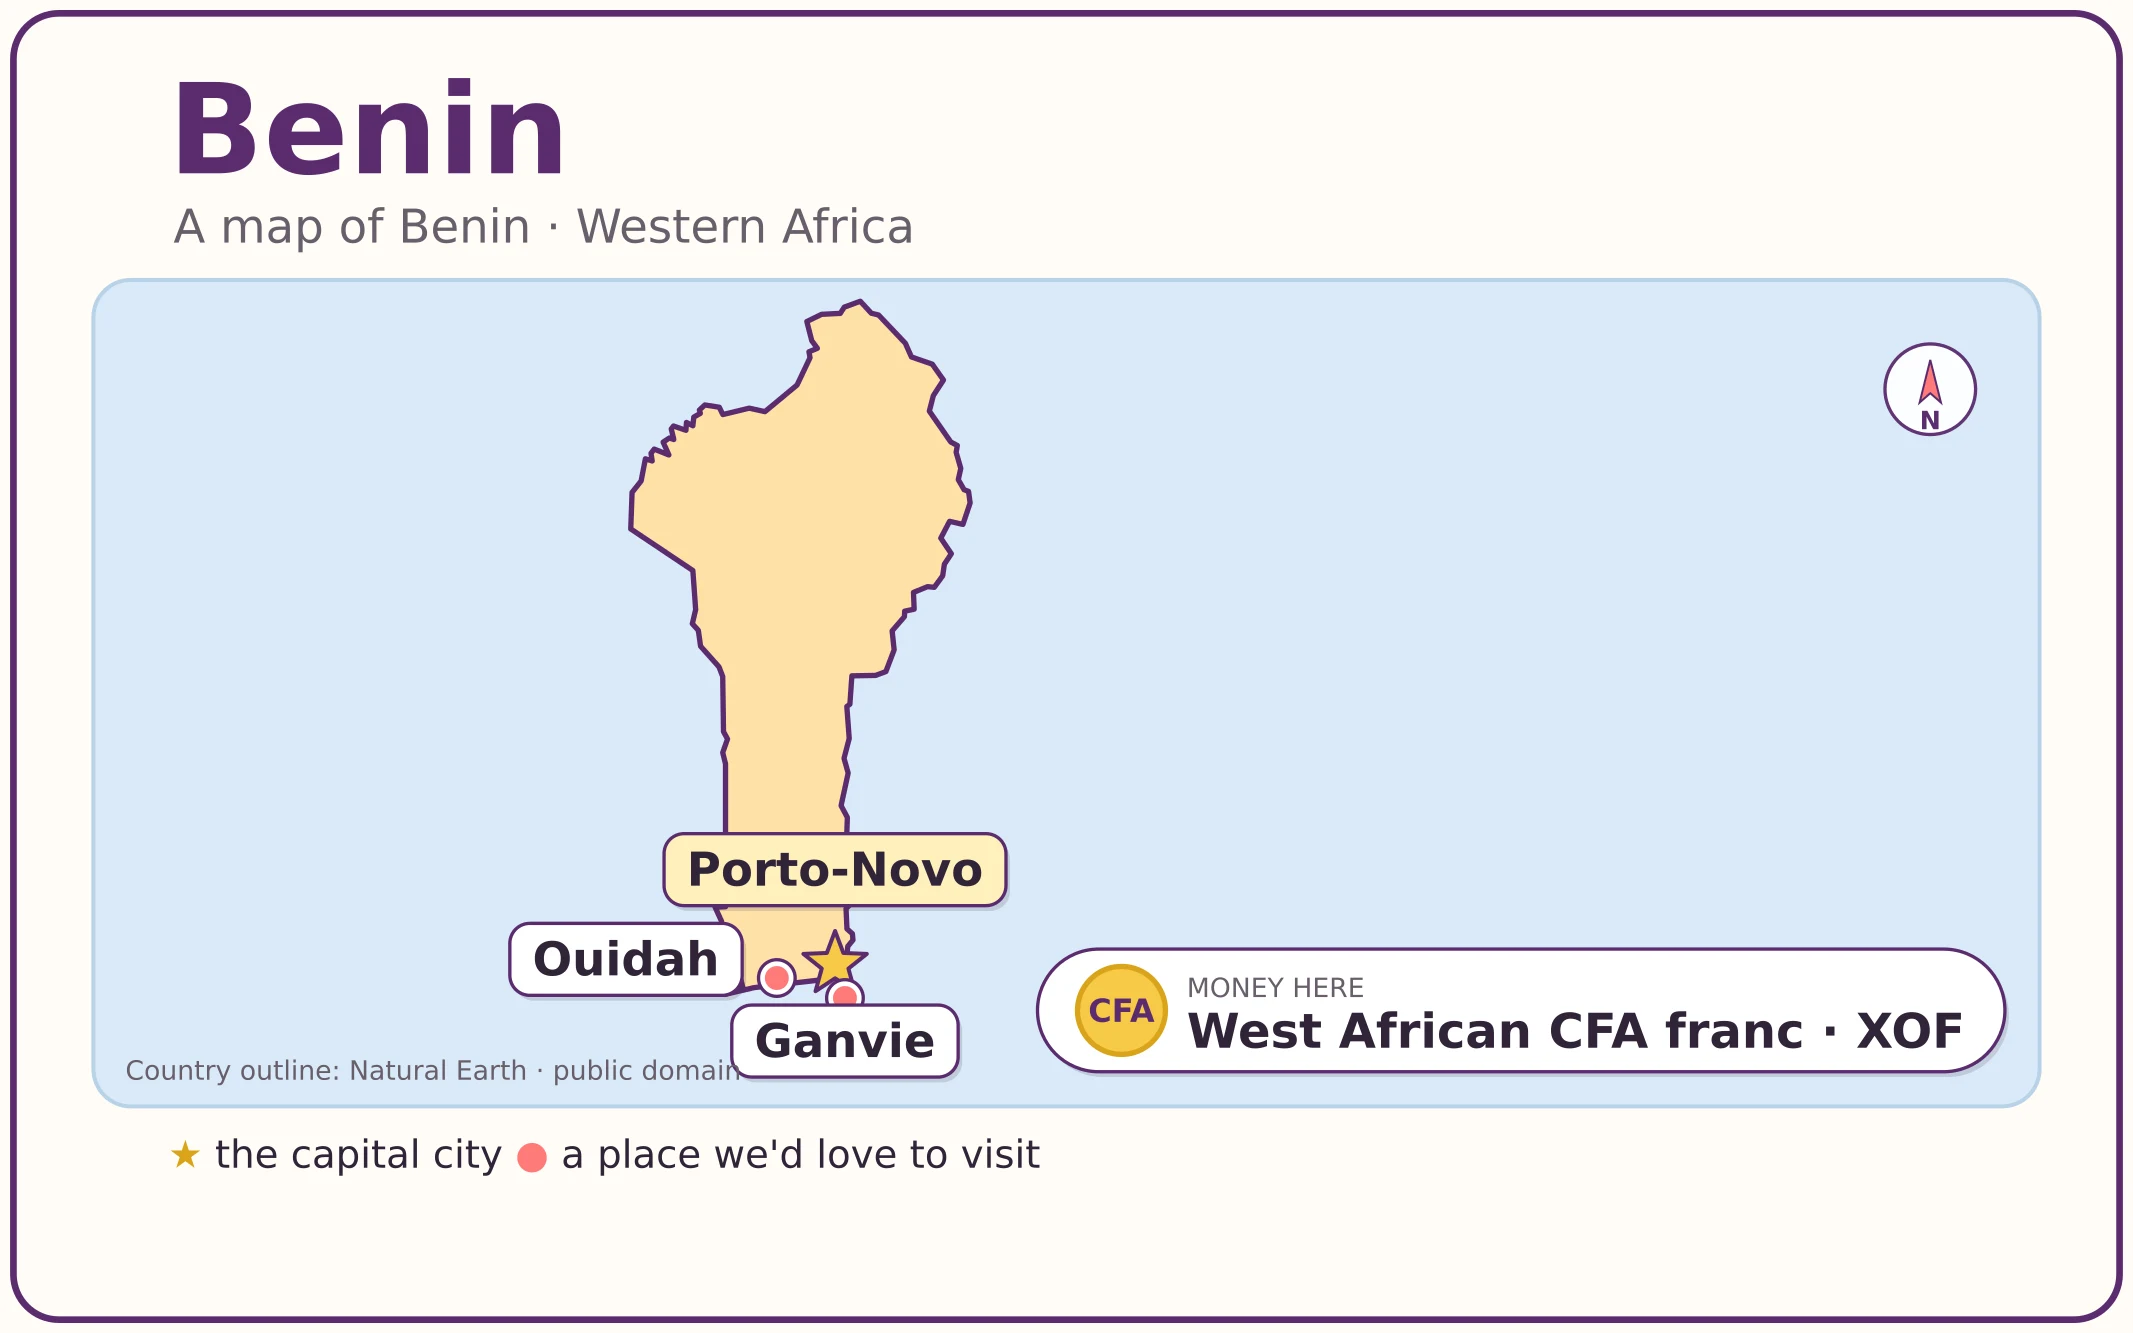 Benin
A map of Benin · Western Africa
N
Porto-Novo
Ouidah
Ganvie
CFA
MONEY HERE
West African CFA franc · XOF
Country outline: Natural Earth · public domain
★ the capital city ● a place we'd love to visit